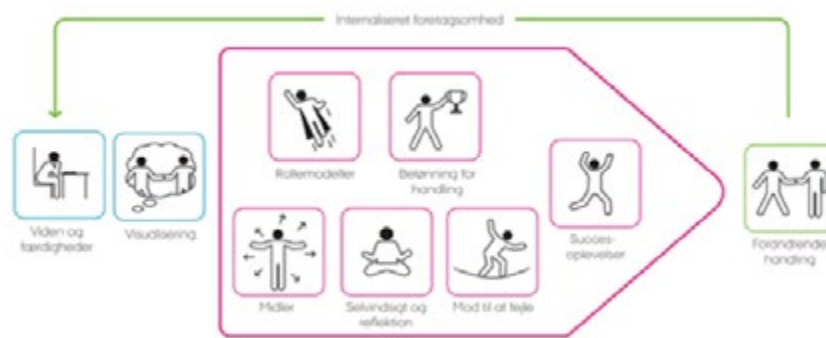 Internaliseret foretagsomhed
Rollemodeller
Belønning for
handling
Viden og
færdigheder
Visualisering
Midler
Selvindsigt og
refleksion
Mod til at fejle
Succes-
oplevelser
Forandrende
handling